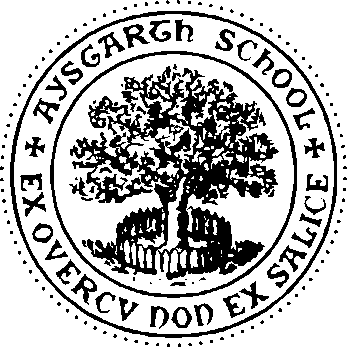 AYSGARTH SCHOOL
EX QVERCV NON EX SALICE